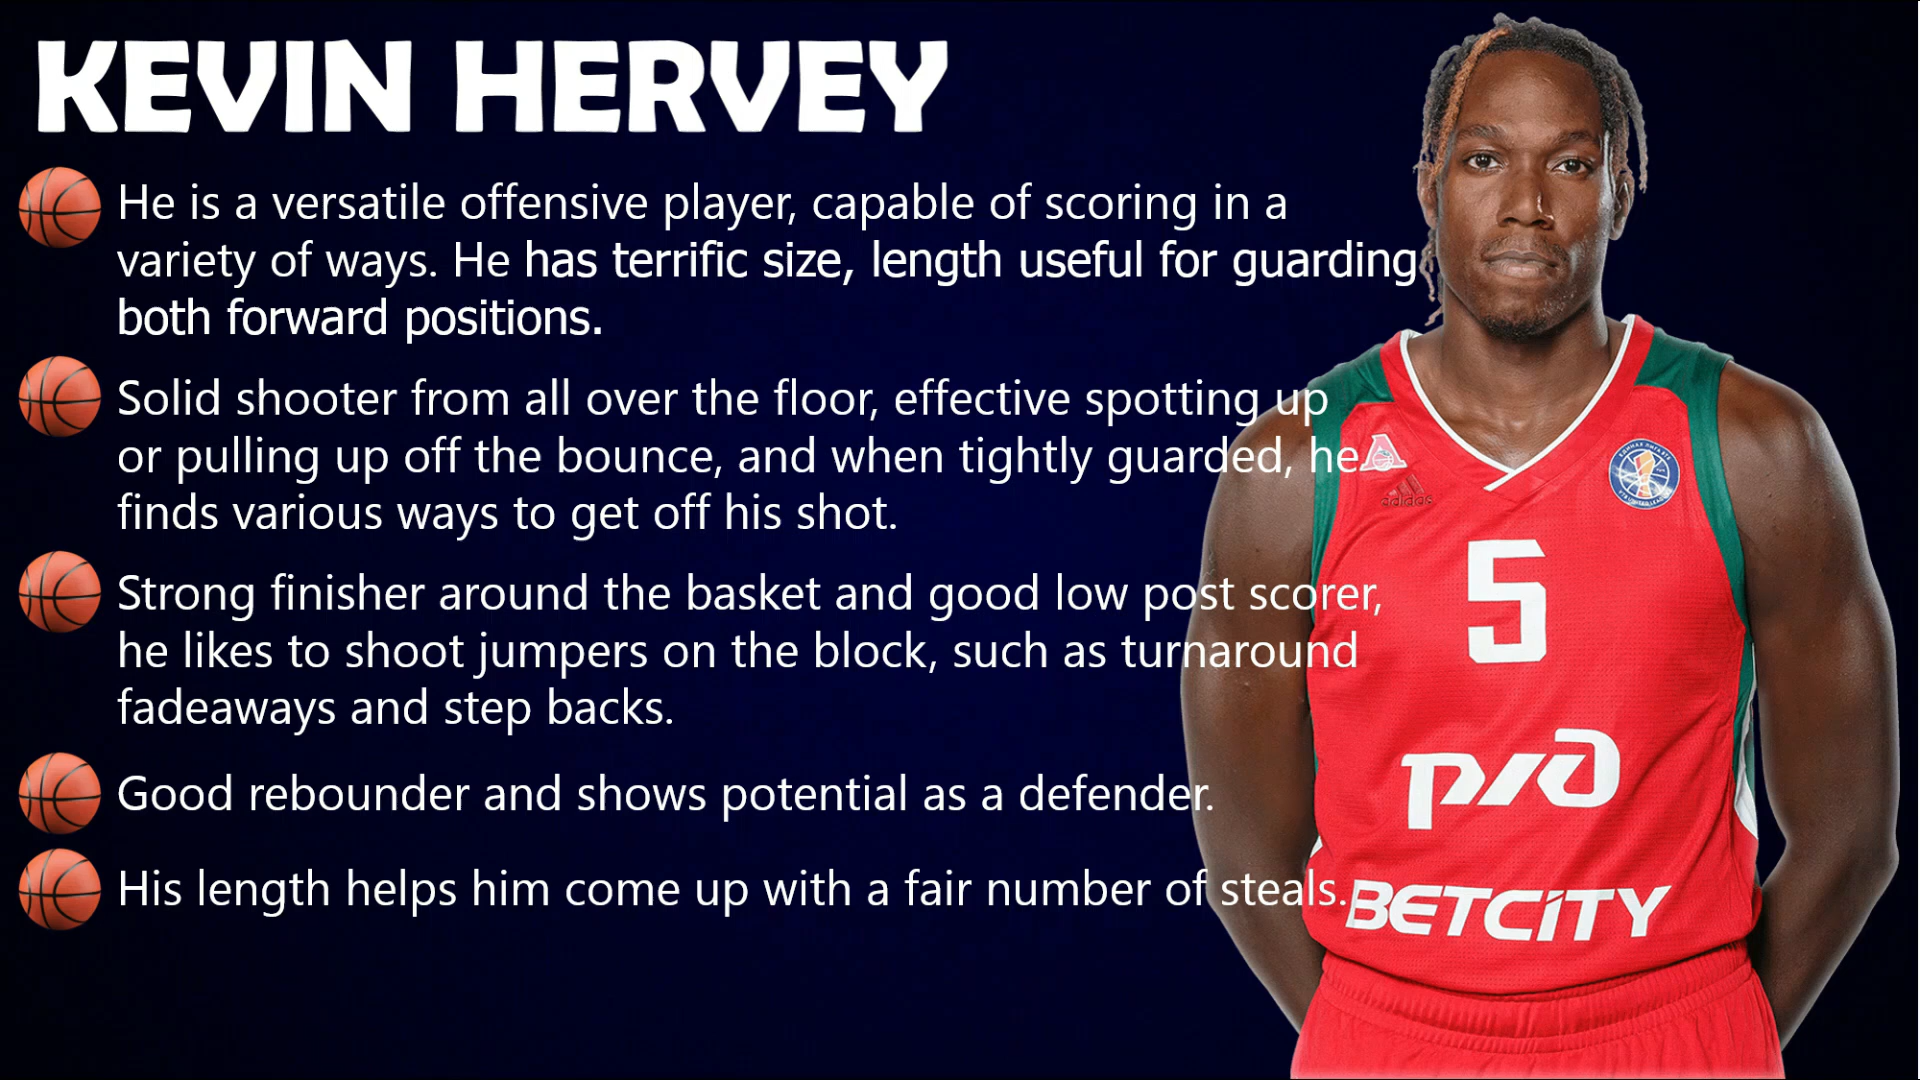 KEVIN HERVEY
He is a versatile offensive player, capable of scoring in a
variety of ways. He has terrific size, length useful for guarding
both forward positions.
Solid shooter from all over the floor, effective spotting up
or pulling up off the bounce, and when tightly guarded, he
finds various ways to get off his shot.
Strong finisher around the basket and good low post scorer,
he likes to shoot jumpers on the block, such as turnaround
fadeaways and step backs.
Good rebounder and shows potential as a defender.
His length helps him come up with a fair number of steals.
adidas
5
pjd
BETCITY